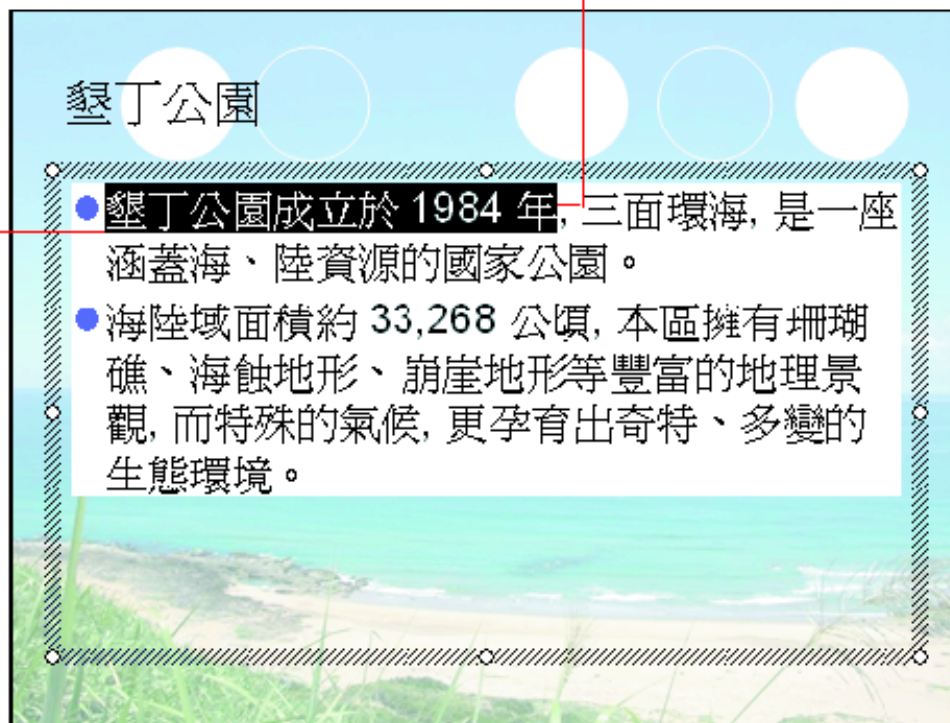 墾丁公園
墾丁公園成立於 1984 年, 三面環海, 是一座
涵蓋海、陸資源的國家公園。
海陸域面積約 33,268 公頃, 本區擁有珊瑚
礁、海蝕地形、崩崖地形等豐富的地理景
觀, 而特殊的氣候, 更孕育出奇特、多變的
生態環境。